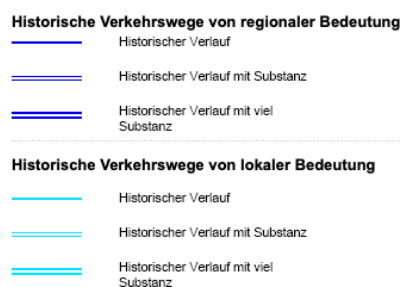 Historische Verkehrswege von regionaler Bedeutung
Historischer Verlauf
Historischer Verlauf mit Substanz
Historischer Verlauf mit viel
Substanz
Historische Verkehrswege von lokaler Bedeutung
Historischer Verlauf
Historischer Verlauf mit Substanz
Historischer Verlauf mit viel
Substanz